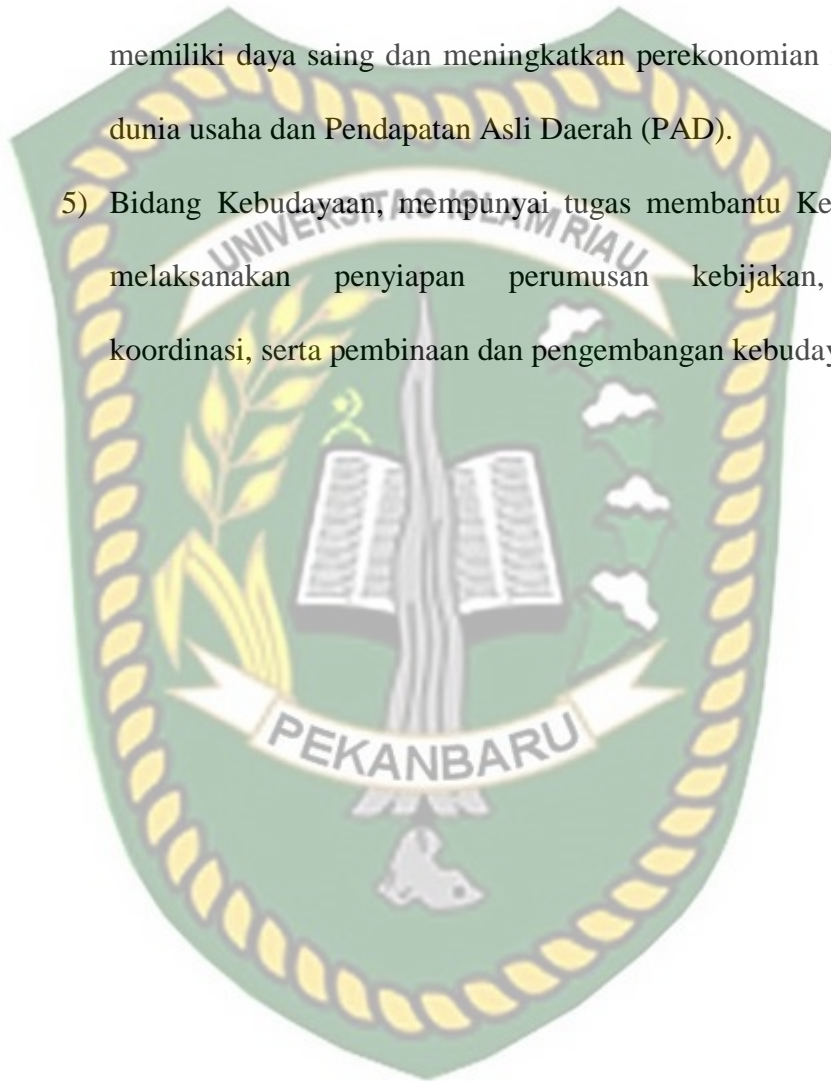 memiliki daya saing dan meningkatkan perekonomian
dunia usaha dan Pendapatan Asli Daerah (PAD).
5) Bidang Kebudayaan, mempunyai tugas membantu Ke
melaksanakan penyiapan perumusan kebijakan,
koordinasi, serta pembinaan dan pengembangan kebuday
UNIVERSITAS ISLAM RIAU
PEKANBARU